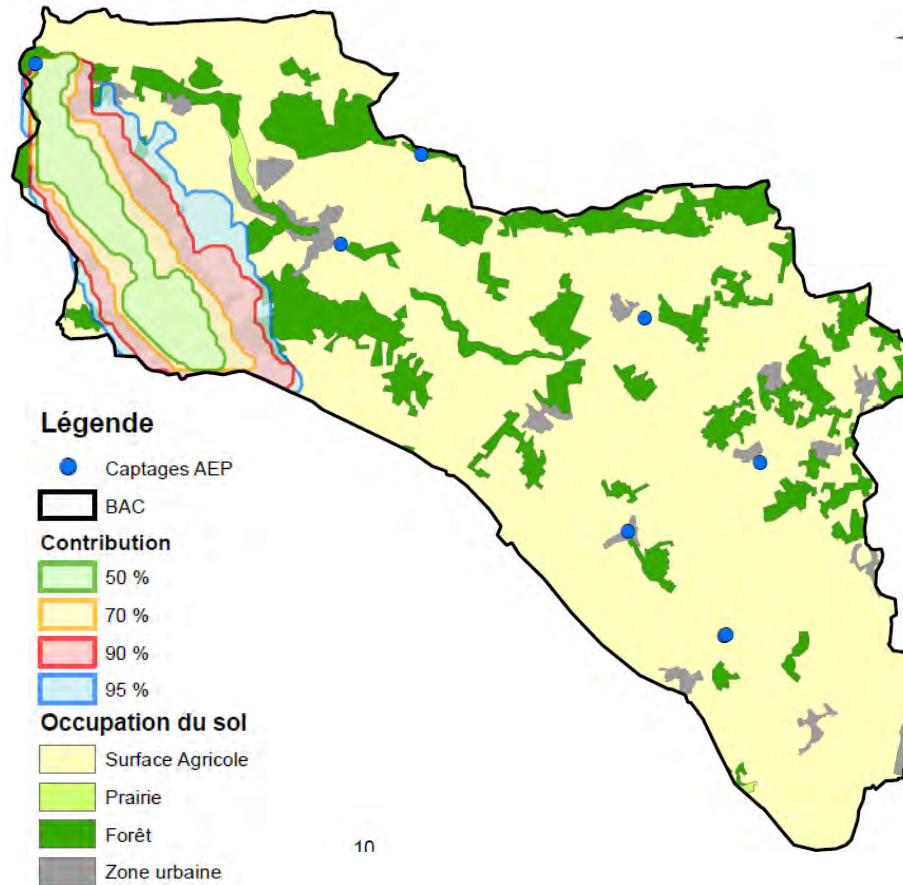 Légende
Captages AEP
BAC
Contribution
50 %
70 %
90 %
95 %
Occupation du sol
Surface Agricole
Prairie
Forêt
Zone urbaine
10